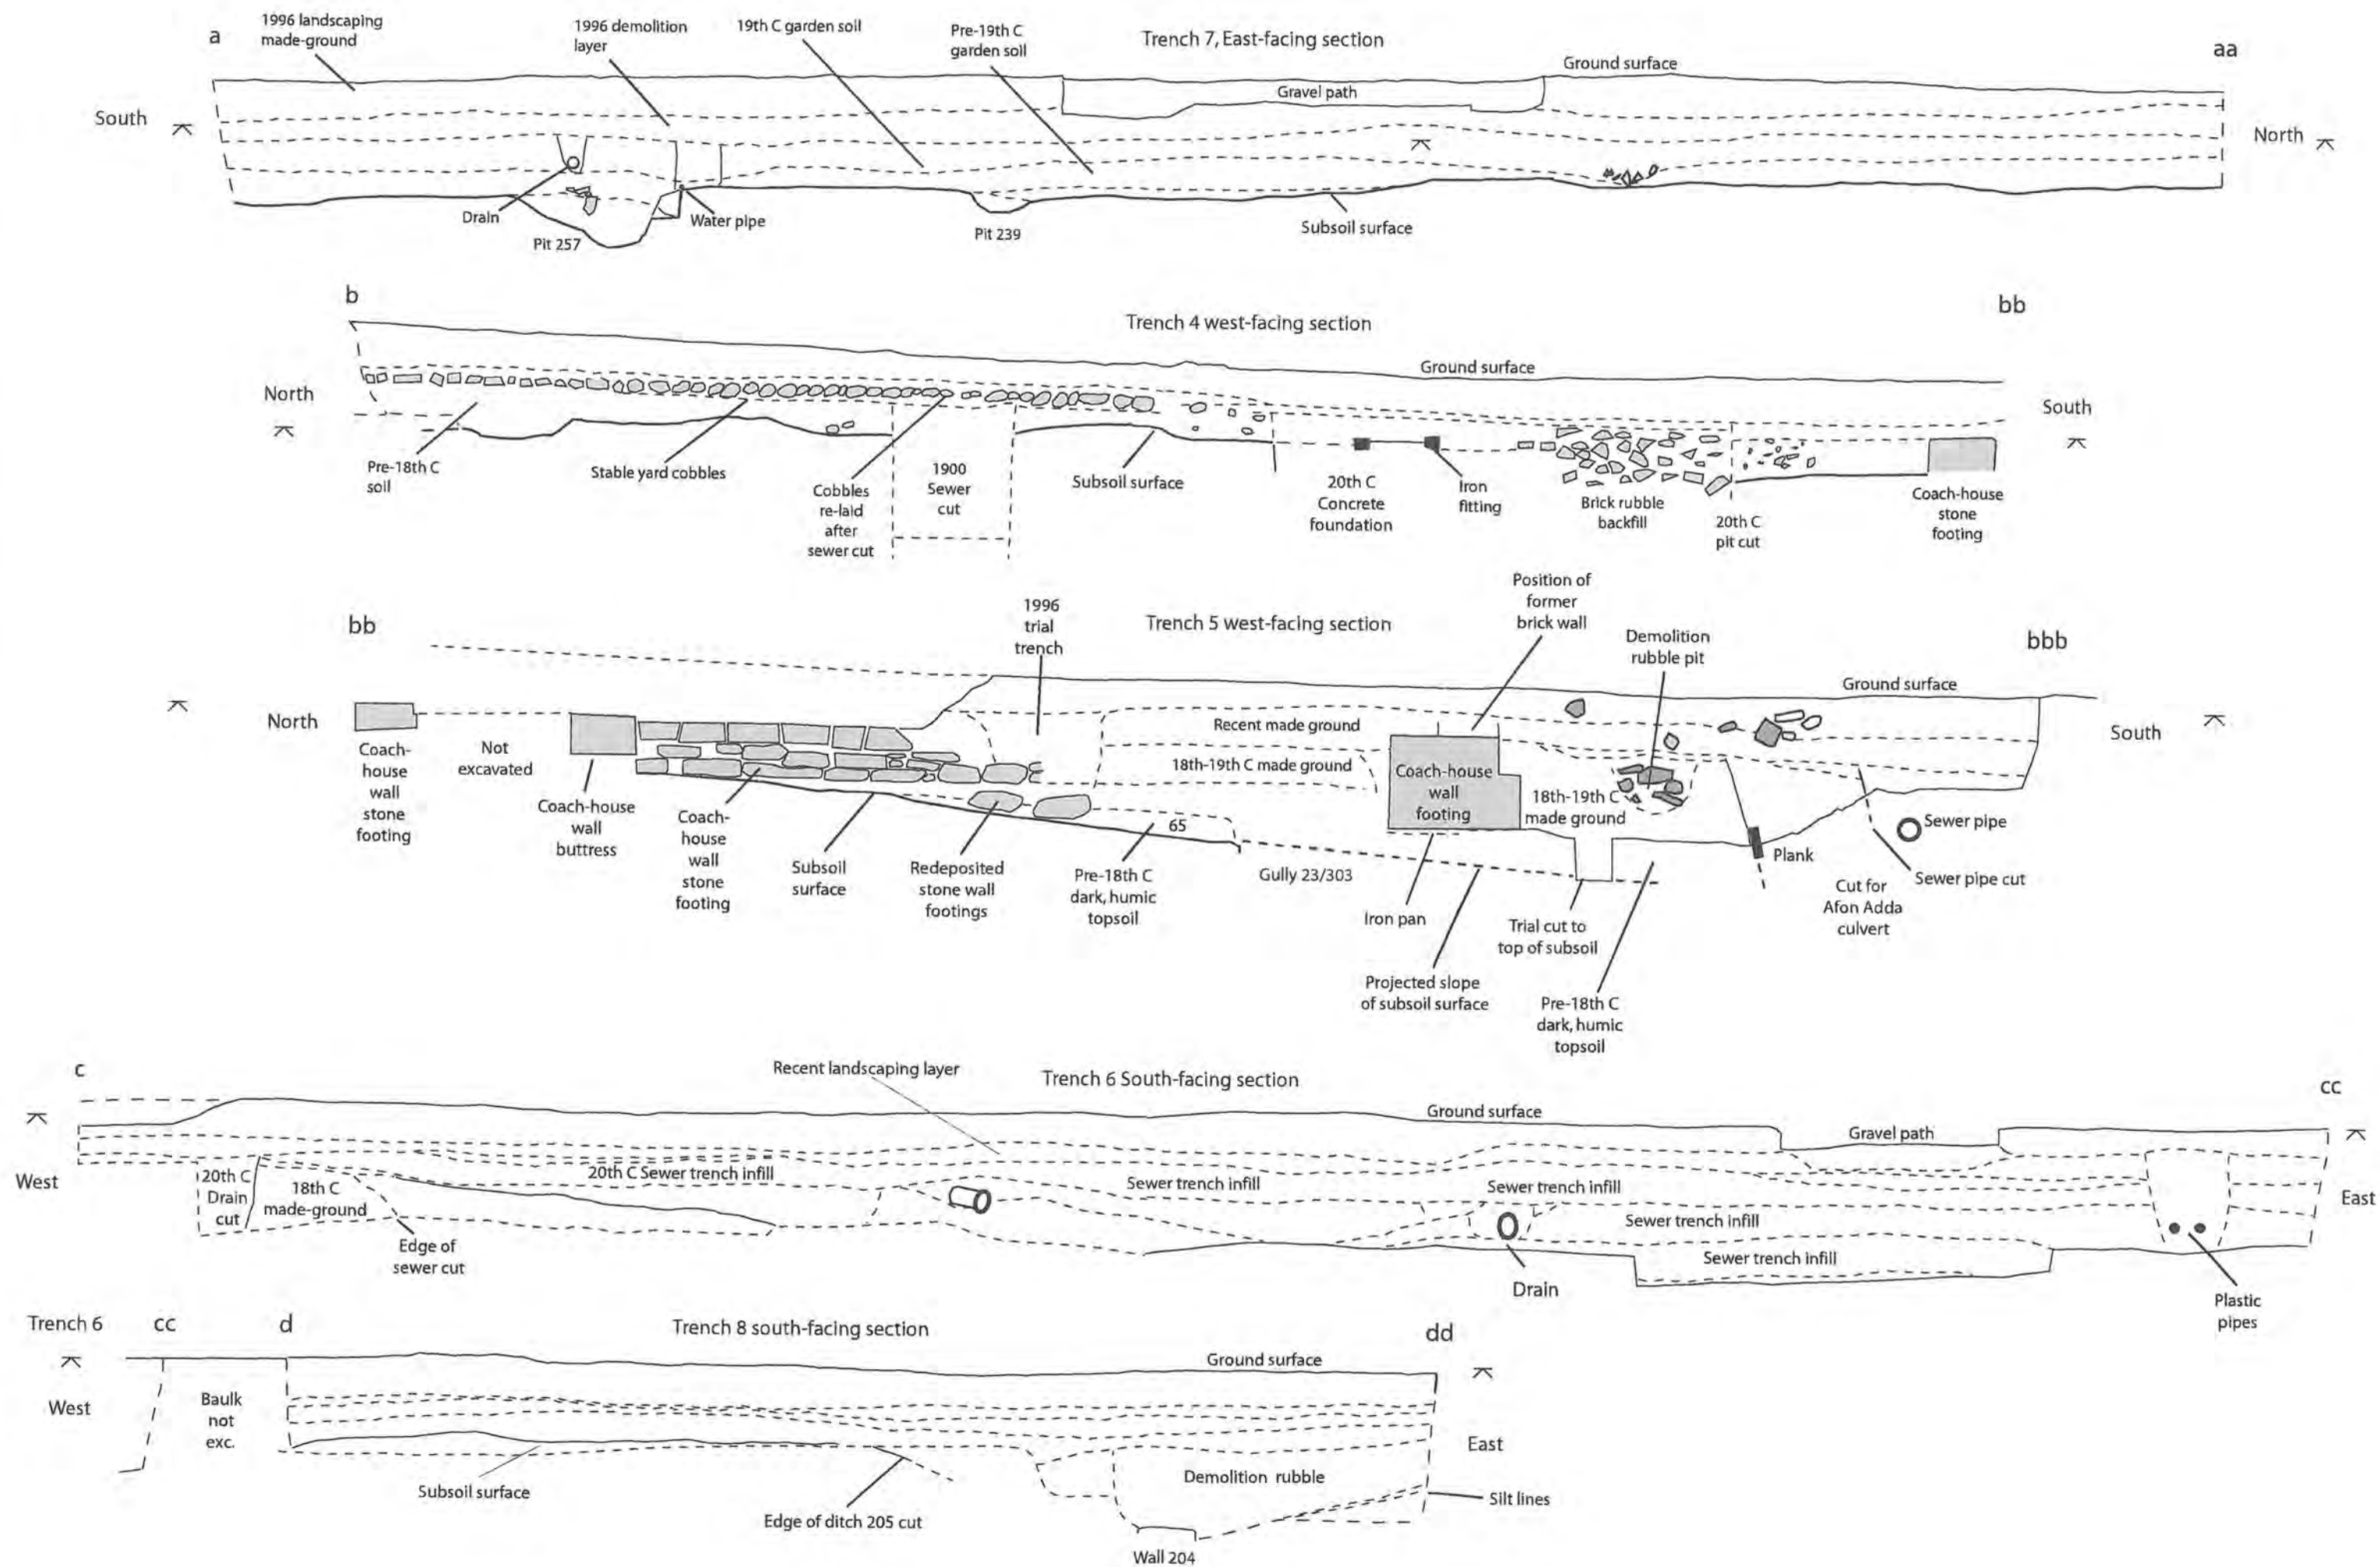 a
1996 landscaping
made-ground
1996 demolition
layer
19th C garden soil
Pre-19th C
garden soil
Trench 7, East-facing section
Ground surface
aa
Gravel path
South
North
Drain
Water pipe
Pit 257
Pit 239
Subsoil surface
b
bb
Trench 4 west-facing section
Ground surface
North
South
Pre-18th C
soil
Stable yard cobbles
Cobbles
re-laid
after
sewer cut
1900
Sewer
cut
Subsoil surface
20th C
Concrete
foundation
Iron
fitting
Brick rubble
backfill
20th C
pit cut
Coach-house
stone
footing
bb
1996
trial
trench
Trench 5 west-facing section
Position of
former
brick wall
Demolition
rubble pit
bbb
Ground surface
North
South
Recent made ground
18th-19th C made ground
Coach-house
wall
footing
18th-19th C
made ground
Coach-
house
wall
stone
footing
Not
excavated
Coach-house
wall
buttress
Coach-
house
wall
stone
footing
Subsoil
surface
Redeposited
stone wall
footings
65
Pre-18th C
dark, humic
topsoil
Gully 23/303
Iron pan
Projected slope
of subsoil surface
Trial cut to
top of subsoil
Pre-18th C
dark, humic
topsoil
Plank
Cut for
Afon Adda
culvert
Sewer pipe
Sewer pipe cut
c
Recent landscaping layer
Trench 6 South-facing section
cc
Ground surface
Gravel path
West
East
20th C
Drain
cut
18th C
made-ground
20th C Sewer trench infill
Sewer trench infill
Sewer trench infill
Sewer trench infill
Sewer trench infill
Edge of
sewer cut
Drain
Plastic
pipes
Trench 6
cc
d
Trench 8 south-facing section
dd
Ground surface
West
Baulk
not
exc.
East
Subsoil surface
Edge of ditch 205 cut
Demolition rubble
Silt lines
Wall 204